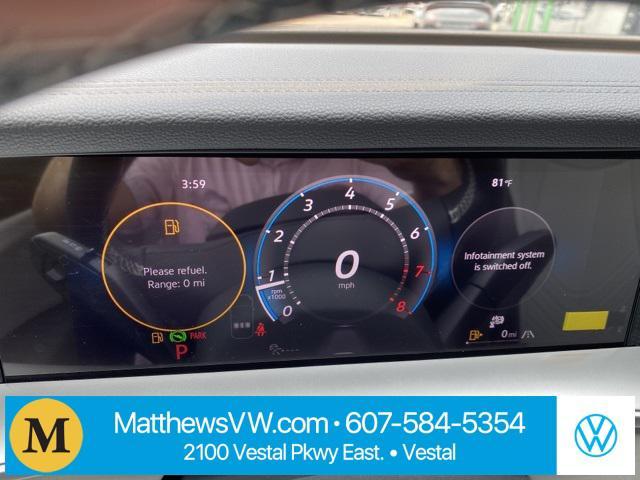 3:59
81°F
Please refuel.
Range: 0 mi
0
1
2
3
4
5
6
7
8
rpm
x1000
0
mph
Infotainment system
is switched off.
PARK
P
0 mi
M
MatthewsVW.com • 607-584-5354
2100 Vestal Pkwy East. • Vestal